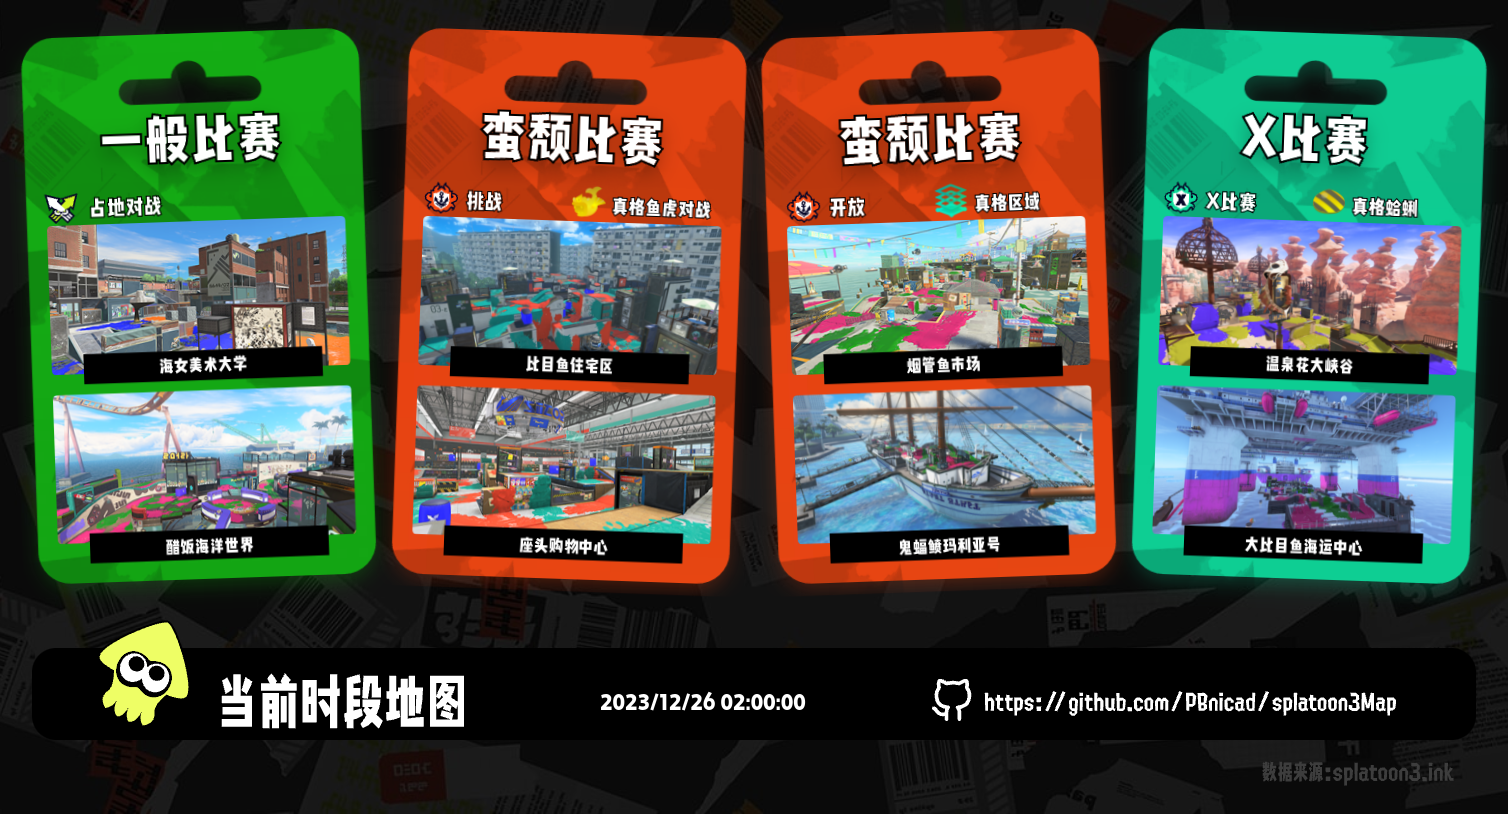 一般比赛
占地对战
海女美术大学
醋饭海洋世界
蛮颓比赛
挑战
真格鱼虎对战
比目鱼住宅区
座头购物中心
蛮颓比赛
开放
真格区域
烟管鱼市场
鬼蝠鲼玛利亚号
X比赛
X比赛
真格蛤蜊
温泉花大峡谷
大比目鱼海运中心
当前时段地图
2023/12/26 02:00:00
https://github.com/PBnicad/splatoon3Map
数据来源:splatoon3.ink